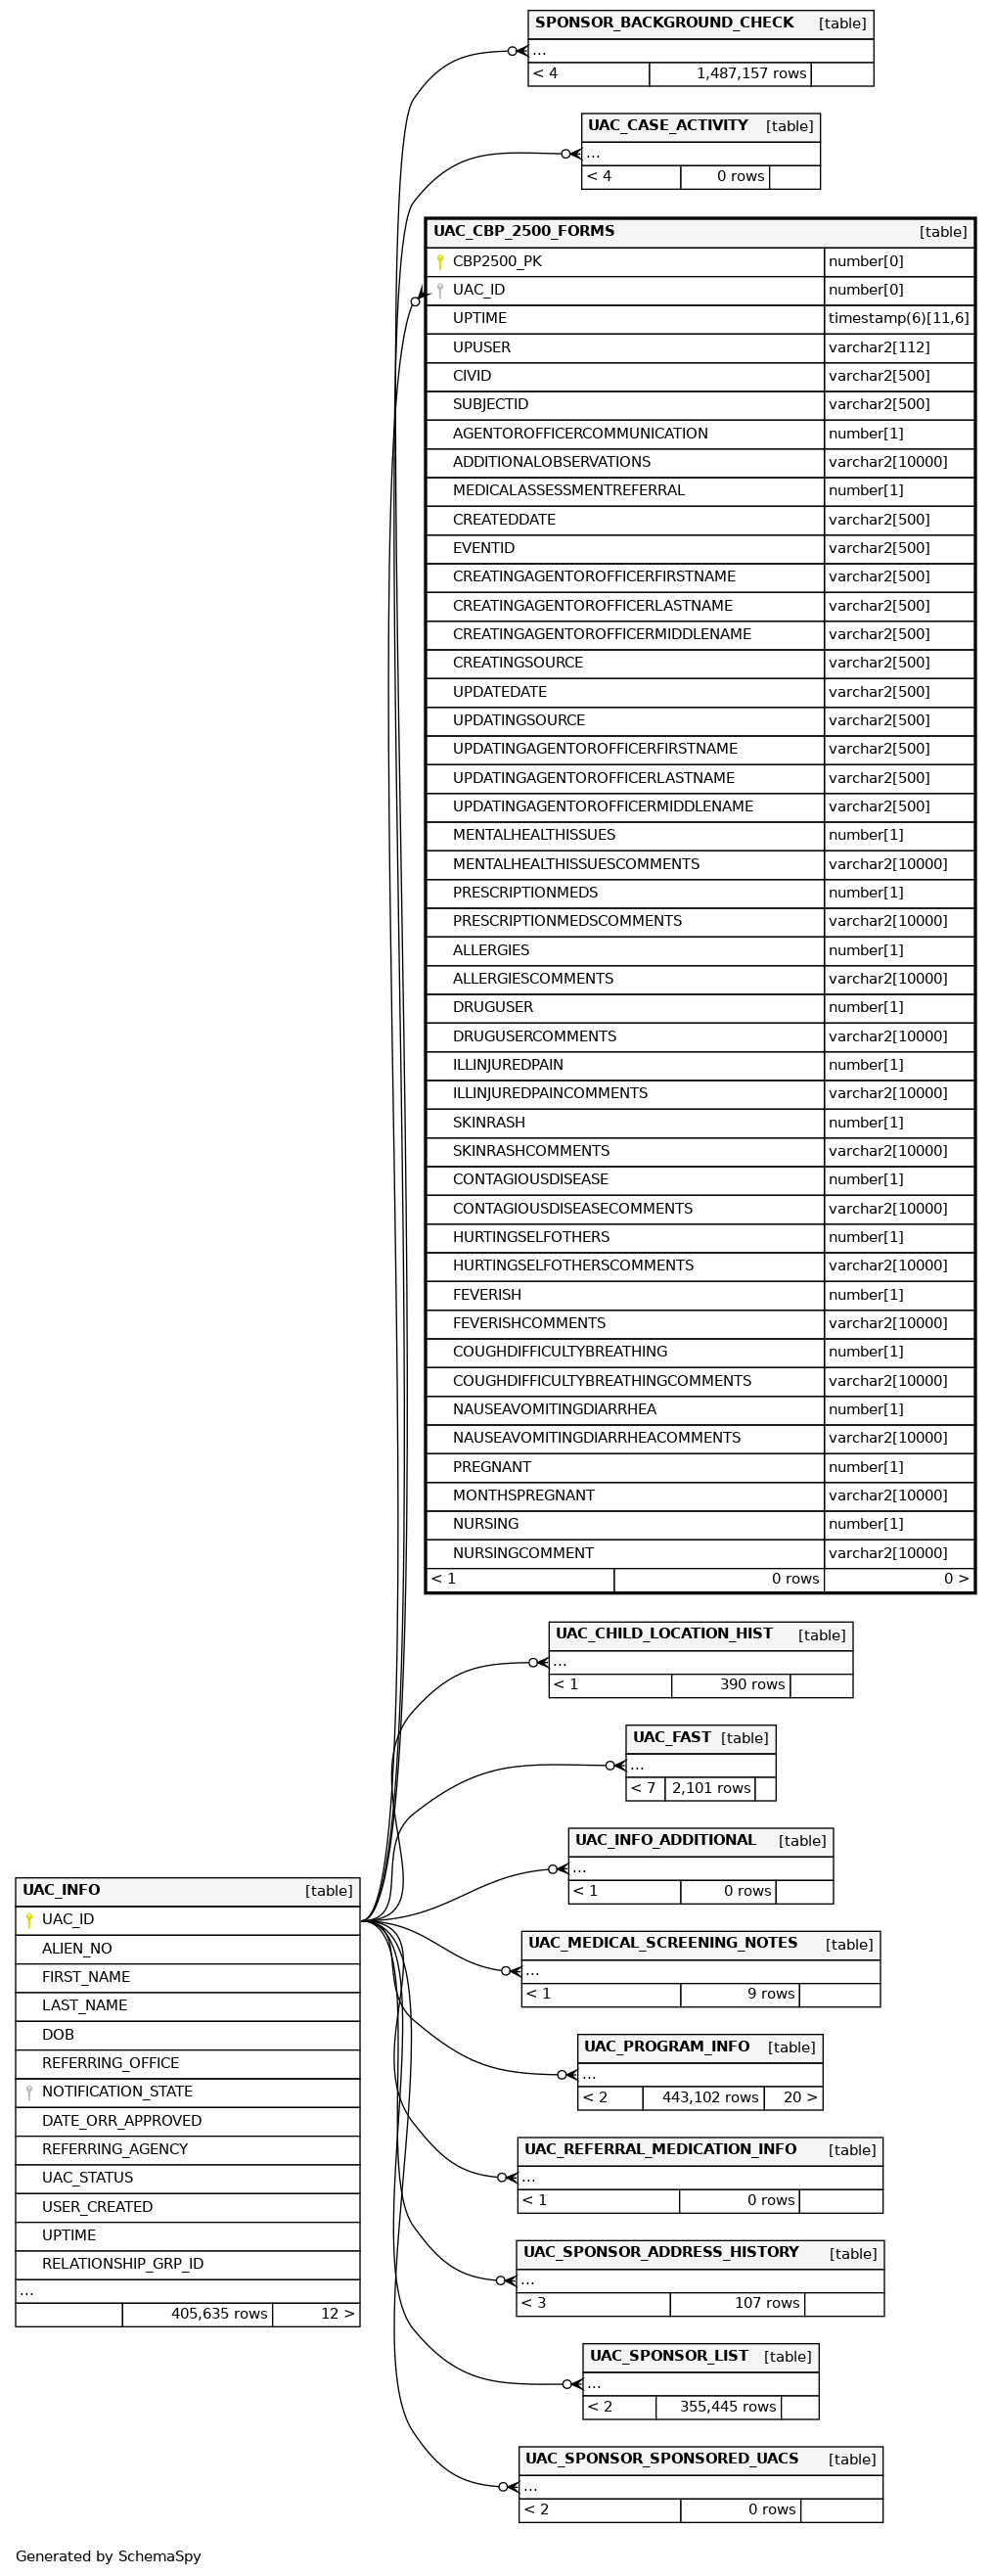 SPONSOR_BACKGROUND_CHECK [table]
...
< 4 1,487,157 rows
UAC_CASE_ACTIVITY [table]
...
< 4 0 rows
UAC_CBP_2500_FORMS [table]
CBP2500_PK number[0]
UAC_ID number[0]
UPTIME timestamp(6)[11,6]
UPUSER varchar2[112]
CIVID varchar2[500]
SUBJECTID varchar2[500]
AGENTOROFFICERCOMMUNICATION number[1]
ADDITIONALOBSERVATIONS varchar2[10000]
MEDICALASSESSMENTREFERRAL number[1]
CREATEDDATE varchar2[500]
EVENTID varchar2[500]
CREATINGAGENTOROFFICERFIRSTNAME varchar2[500]
CREATINGAGENTOROFFICERLASTNAME varchar2[500]
CREATINGAGENTOROFFICERMIDDLENAME varchar2[500]
CREATINGSOURCE varchar2[500]
UPDATEDATE varchar2[500]
UPDATINGSOURCE varchar2[500]
UPDATINGAGENTOROFFICERFIRSTNAME varchar2[500]
UPDATINGAGENTOROFFICERLASTNAME varchar2[500]
UPDATINGAGENTOROFFICERMIDDLENAME varchar2[500]
MENTALHEALTHISSUES number[1]
MENTALHEALTHISSUESCOMMENTS varchar2[10000]
PRESCRIPTIONMEDS number[1]
PRESCRIPTIONMEDSCOMMENTS varchar2[10000]
ALLERGIES number[1]
ALLERGIESCOMMENTS varchar2[10000]
DRUGUSER number[1]
DRUGUSERCOMMENTS varchar2[10000]
ILLINJUREDPAIN number[1]
ILLINJUREDPAINCOMMENTS varchar2[10000]
SKINRASH number[1]
SKINRASHCOMMENTS varchar2[10000]
CONTAGIOUSDISEASE number[1]
CONTAGIOUSDISEASECOMMENTS varchar2[10000]
HURTINGSELFOTHERS number[1]
HURTINGSELFOTHERSCOMMENTS varchar2[10000]
FEVERISH number[1]
FEVERISHCOMMENTS varchar2[10000]
COUGHDIFFICULTYBREATHING number[1]
COUGHDIFFICULTYBREATHINGCOMMENTS varchar2[10000]
NAUSEAVOMITINGDIARRHEA number[1]
NAUSEAVOMITINGDIARRHEACOMMENTS varchar2[10000]
PREGNANT number[1]
MONTHSPREGNANT varchar2[10000]
NURSING number[1]
NURSINGCOMMENT varchar2[10000]
< 1 0 rows 0 >
UAC_CHILD_LOCATION_HIST [table]
...
< 1 390 rows
UAC_FAST [table]
...
< 7 2,101 rows
UAC_INFO_ADDITIONAL [table]
...
< 1 0 rows
UAC_INFO [table]
UAC_ID
ALIEN_NO
FIRST_NAME
LAST_NAME
DOB
REFERRING_OFFICE
NOTIFICATION_STATE
DATE_ORR_APPROVED
REFERRING_AGENCY
UAC_STATUS
USER_CREATED
UPTIME
RELATIONSHIP_GRP_ID
...
405,635 rows 12 >
UAC_MEDICAL_SCREENING_NOTES [table]
...
< 1 9 rows
UAC_PROGRAM_INFO [table]
...
< 2 443,102 rows 20 >
UAC_REFERRAL_MEDICATION_INFO [table]
...
< 1 0 rows
UAC_SPONSOR_ADDRESS_HISTORY [table]
...
< 3 107 rows
UAC_SPONSOR_LIST [table]
...
< 2 355,445 rows
UAC_SPONSOR_SPONSORED_UACS [table]
...
< 2 0 rows
Generated by SchemaSpy